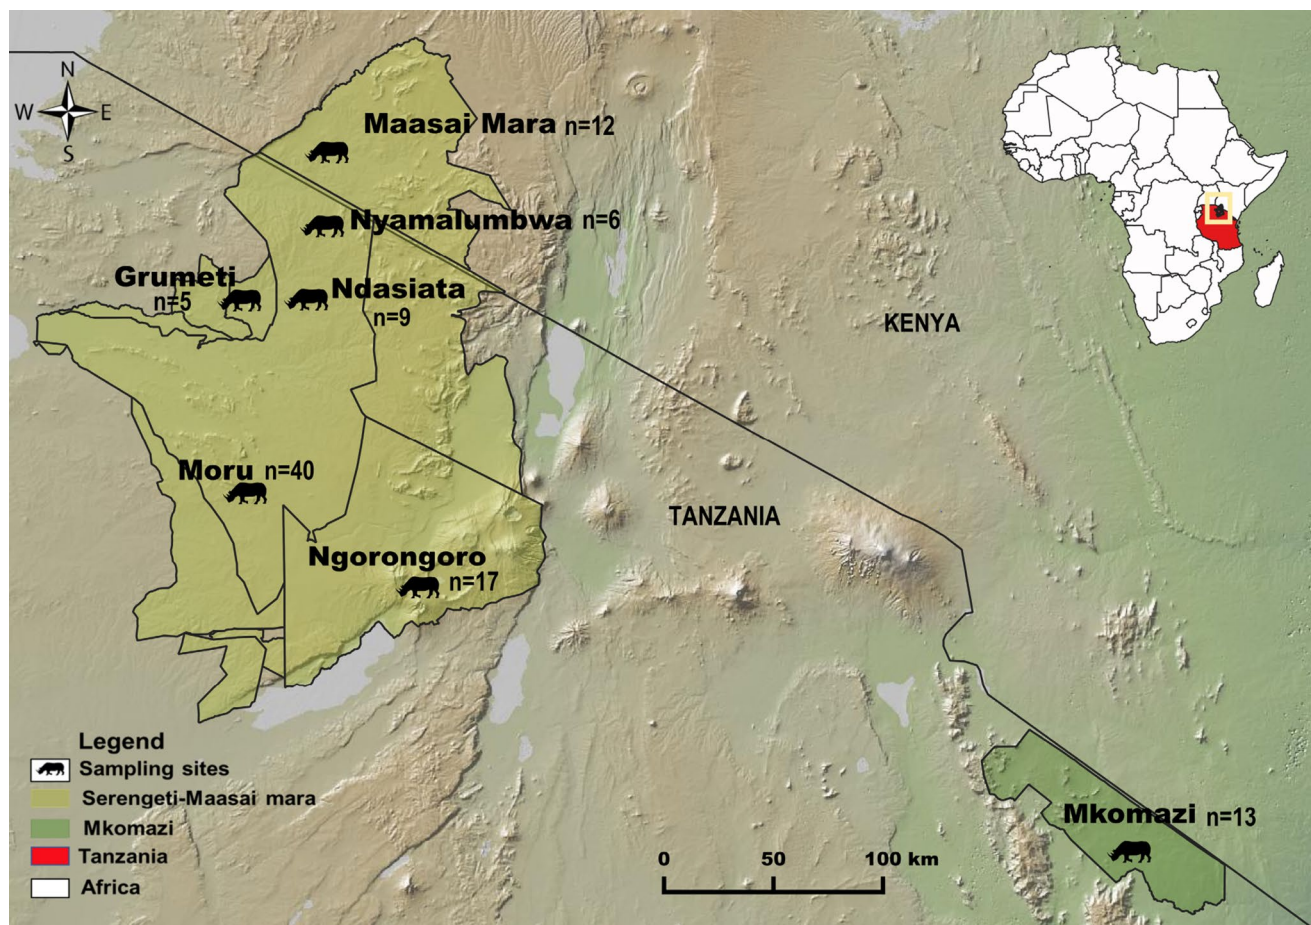 N
W E
S
Maasai Mara n=12
Nyamalumbwa n=6
Grumeti
n=5
Ndasiata
n=9
KENYA
Moru n=40
TANZANIA
Ngorongoro
n=17
Legend
Sampling sites
Serengeti-Maasai mara
Mkomazi
Tanzania
Africa
0 50 100 km
Mkomazi n=13